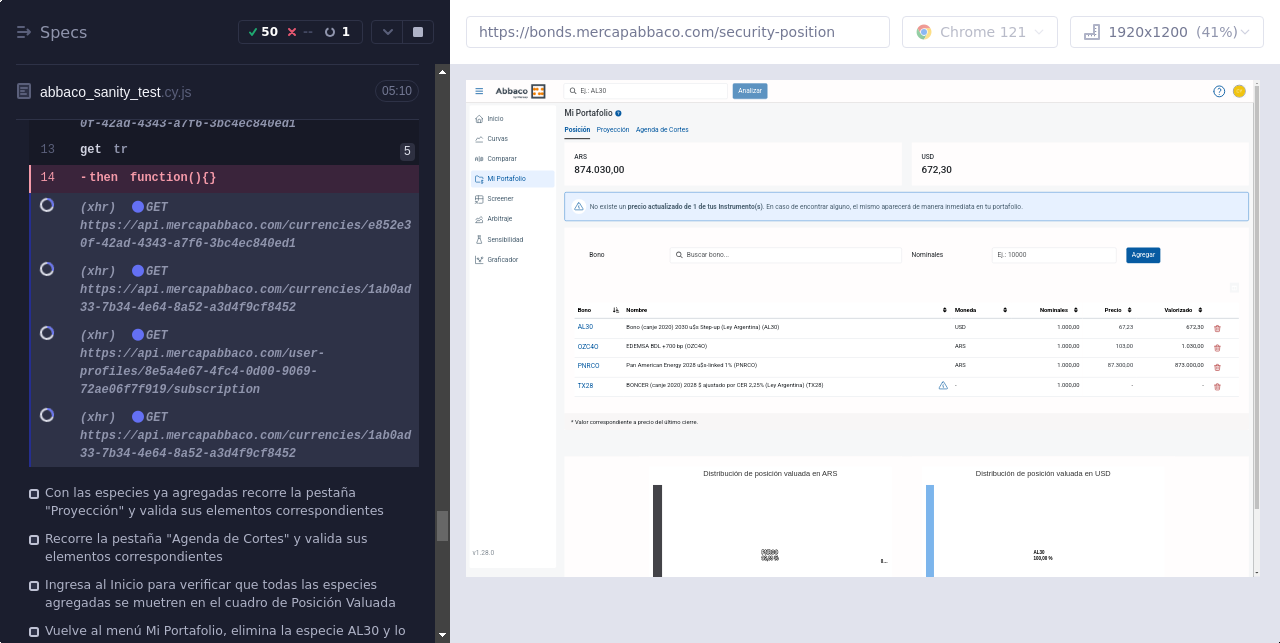 Specs
50
--
1
https://bonds.mercapabbaco.com/security-position
Chrome 121
1920x1200 (41%)
abbaco_sanity_test.cy.js
05:10
0f-42ad-4343-a7f6-3bc4ec840ed1
13 get tr 5
14 -then function(){}
(xhr) GET
https://api.mercapabbaco.com/currencies/e852e3
0f-42ad-4343-a7f6-3bc4ec840ed1
(xhr) GET
https://api.mercapabbaco.com/currencies/1ab0ad
33-7b34-4e64-8a52-a3d4f9cf8452
(xhr) GET
https://api.mercapabbaco.com/user-
profiles/8e5a4e67-4fc4-0d00-9069-
72ae06f7f919/subscription
(xhr) GET
https://api.mercapabbaco.com/currencies/1ab0ad
33-7b34-4e64-8a52-a3d4f9cf8452
Con las especies ya agregadas recorre la pestaña
"Proyección" y valida sus elementos correspondientes
Recorre la pestaña "Agenda de Cortes" y valida sus
elementos correspondientes
Ingresa al Inicio para verificar que todas las especies
agregadas se muetren en el cuadro de Posición Valuada
Vuelve al menú Mi Portafolio, elimina la especie AL30 y lo
Abbaco
Ej.: AL30
Analizar
Inicio
Curvas
Comparar
Mi Portafolio
Screener
Arbitraje
Sensibilidad
Graficador
v1.28.0
Mi Portafolio
Posición Proyección Agenda de Cortes
ARS
874.030,00
USD
672,30
No existe un precio actualizado de 1 de tus instrumento(s). En caso de encontrar alguno, el mismo aparecerá de manera inmediata en tu portafolio.
Bono
Buscar bono...
Nominales
Ej.: 10000
Agregar
Bono Nombre Moneda Nominales Precio Valorizado
AL30 Bono (canje 2020) 2030 u$s Step-up (Ley Argentina) (AL30) USD 1.000,00 67,23 672,30
OZC4O EDEMSA BDL +700 bp (OZC4O) ARS 1.000,00 103,00 1.030,00
PNRCO Pan American Energy 2028 u$s-linked 1% (PNRCO) ARS 1.000,00 87.300,00 873.000,00
TX28 BONCER (canje 2020) 2028 $ ajustado por CER 2,25% (Ley Argentina) (TX28) - 1.000,00 - -
* Valor correspondiente a precio del último cierre.
Distribución de posición valuada en ARS
Distribución de posición valuada en USD
AL30
100,00 %